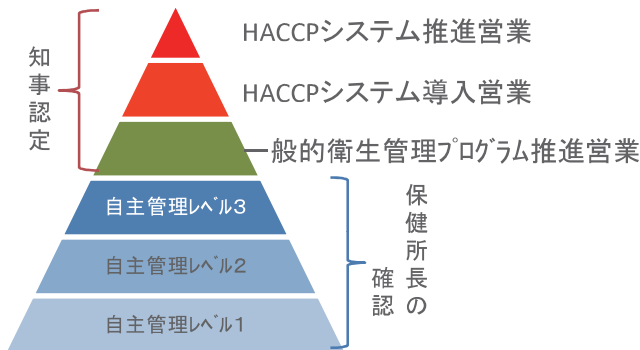 HACCPシステム推進営業
HACCPシステム導入営業
一般的衛生管理プログラム推進営業
知事認定
自主管理レベル3
自主管理レベル2
自主管理レベル1
保健所長の
確認